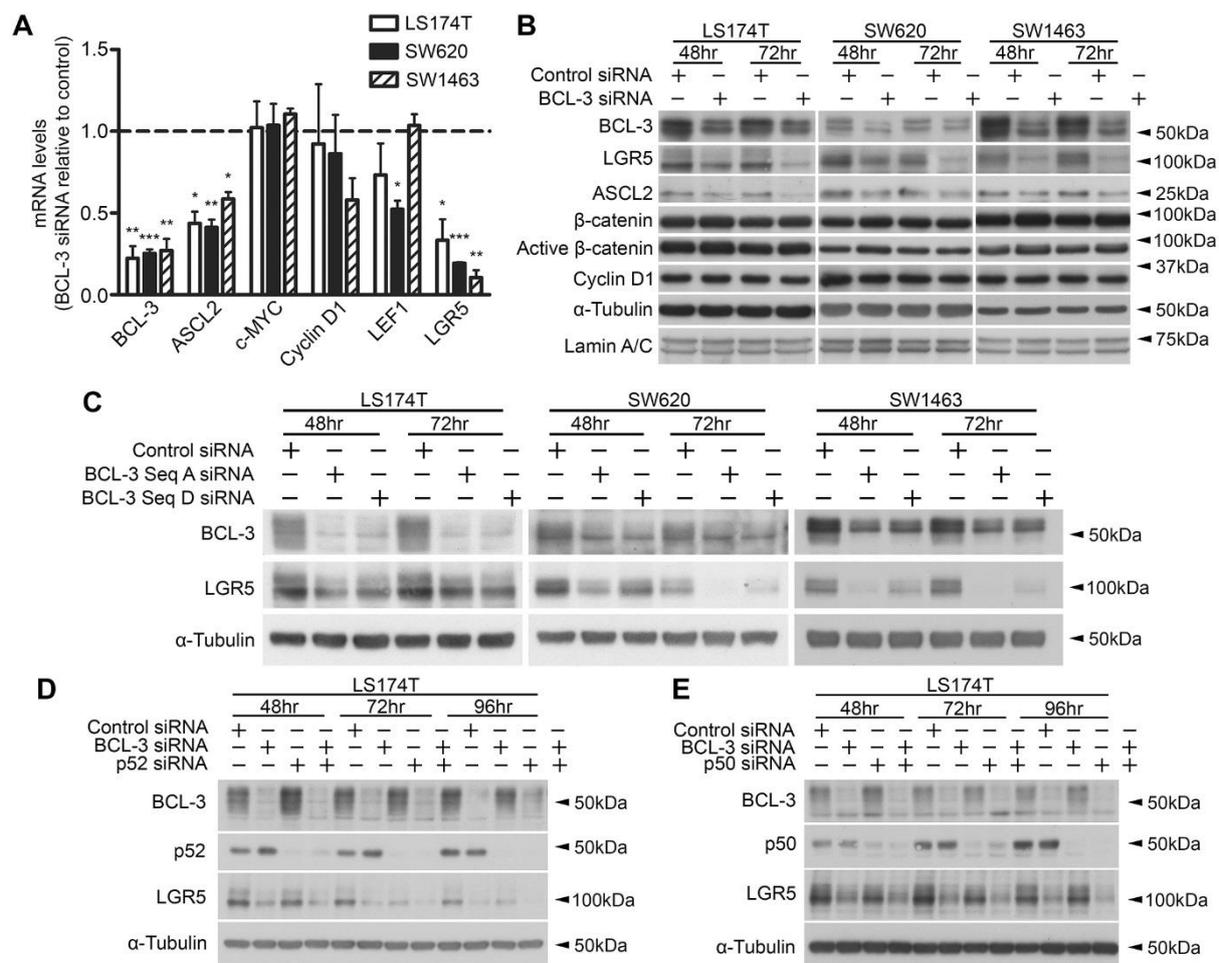 A
LS174T
SW620
SW1463
mRNA levels
(BCL-3 siRNA relative to control)
1.5
1.0
0.5
0.0
** *** **
* ** *
*
* *** **
BCL-3 ASCL2 c-MYC Cyclin D1 LEF1 LGR5
B
LS174T SW620 SW1463
48hr 72hr 48hr 72hr 48hr 72hr
Control siRNA + − + − + − + − + − + −
BCL-3 siRNA − + − + − + − + − + − +
BCL-3 50kDa
LGR5 100kDa
ASCL2 25kDa
β-catenin 100kDa
Active β-catenin 100kDa
Cyclin D1 37kDa
α-Tubulin 50kDa
Lamin A/C 75kDa
C
LS174T SW620 SW1463
48hr 72hr 48hr 72hr 48hr 72hr
Control siRNA + − − + − − + − − + − − + − − + − −
BCL-3 Seq A siRNA − + − − + − − + − − + − − + − − + −
BCL-3 Seq D siRNA − − + − − + − − + − − + − − + − − +
BCL-3 50kDa
LGR5 100kDa
α-Tubulin 50kDa
D
LS174T
48hr 72hr 96hr
Control siRNA + − − − + − − − + − − − −
BCL-3 siRNA − + − + − + − + − + − +
p52 siRNA − − + + − − + + − − + +
BCL-3 50kDa
p52 50kDa
LGR5 100kDa
α-Tubulin 50kDa
E
LS174T
48hr 72hr 96hr
Control siRNA + − − − + − − − + − − −
BCL-3 siRNA − + − + − + − + − + − +
p50 siRNA − − + + − − + + − − + +
BCL-3 50kDa
p50 50kDa
LGR5 100kDa
α-Tubulin 50kDa